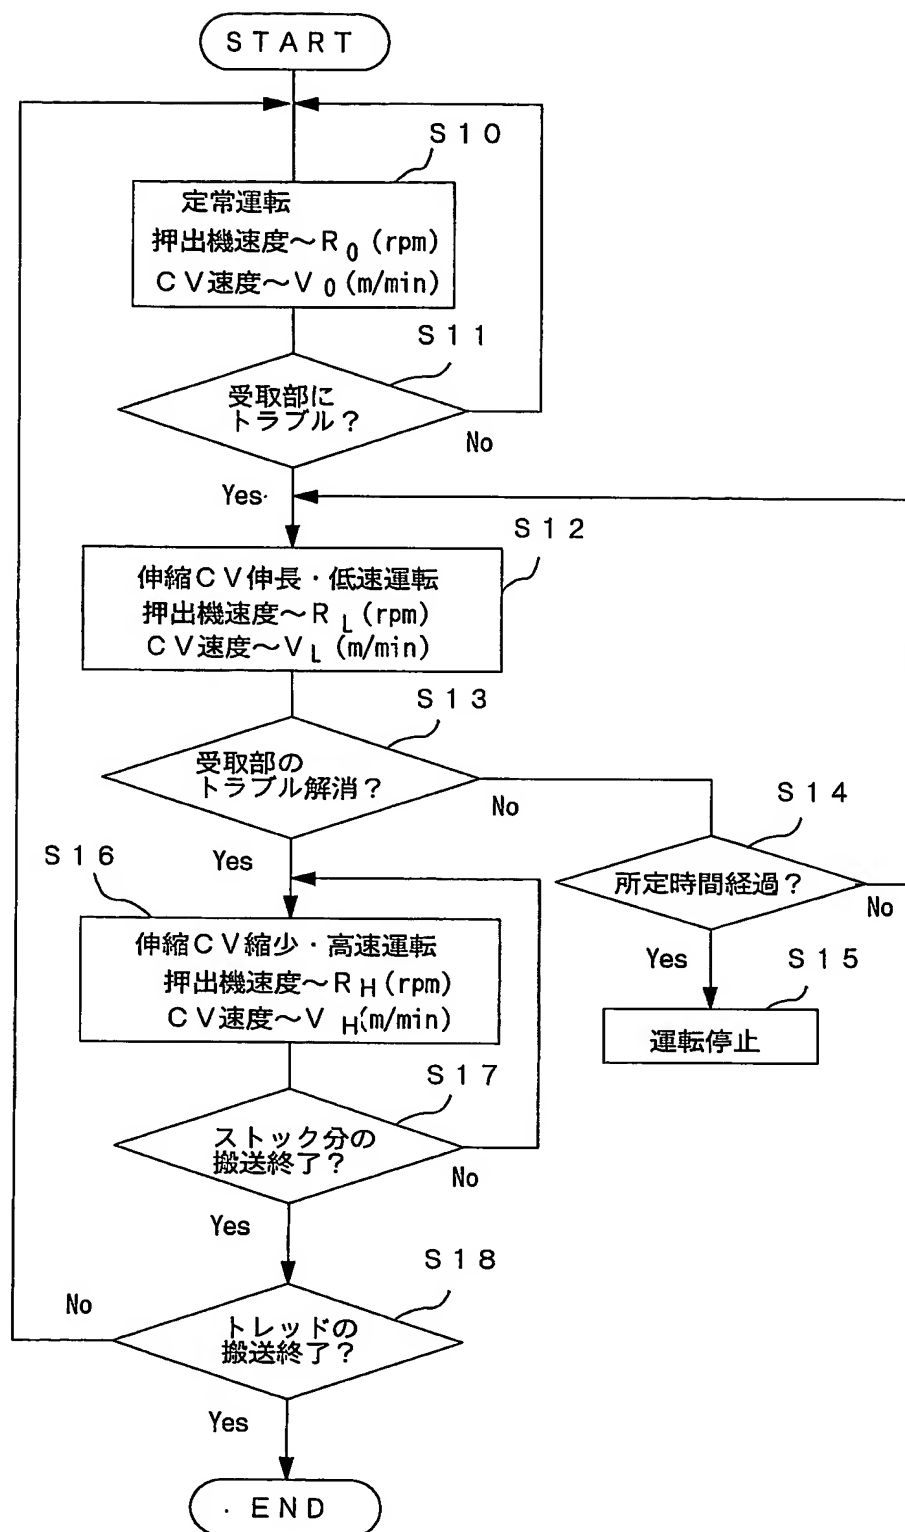 START
S10
定常運転
押出機速度～R0(rpm)
CV速度～V0(m/min)
S11
受取部に
トラブル？
No
Yes
S12
伸縮CV伸長・低速運転
押出機速度～RL(rpm)
CV速度～VL(m/min)
S13
受取部の
トラブル解消？
No
Yes
S14
所定時間経過？
No
Yes
S15
運転停止
S16
伸縮CV縮少・高速運転
押出機速度～RH(rpm)
CV速度～VH(m/min)
S17
ストック分の
搬送終了？
No
Yes
S18
トレッドの
搬送終了？
No
Yes
END